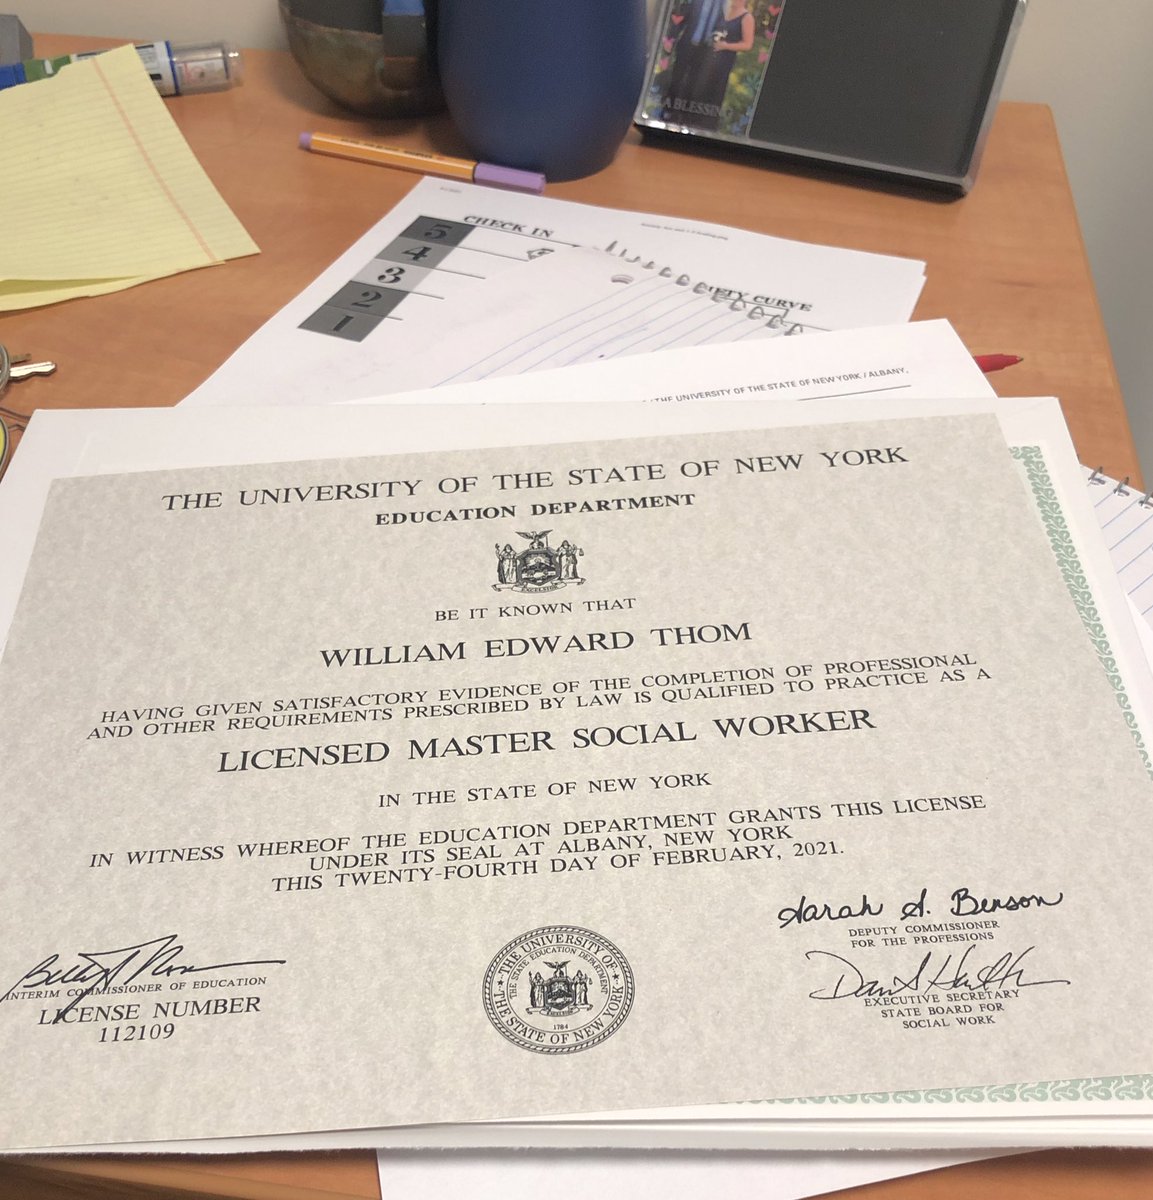 A BLESSING
CHECK IN
5
4
3
2
1
CURVE
THE UNIVERSITY OF THE STATE OF NEW YORK / ALBANY,
THE UNIVERSITY OF THE STATE OF NEW YORK
EDUCATION DEPARTMENT
EXCELSIOR
BE IT KNOWN THAT
WILLIAM EDWARD THOM
HAVING GIVEN SATISFACTORY EVIDENCE OF THE COMPLETION OF PROFESSIONAL
AND OTHER REQUIREMENTS PRESCRIBED BY LAW IS QUALIFIED TO PRACTICE AS A
LICENSED MASTER SOCIAL WORKER
IN THE STATE OF NEW YORK
IN WITNESS WHEREOF THE EDUCATION DEPARTMENT GRANTS THIS LICENSE
UNDER ITS SEAL AT ALBANY, NEW YORK
THIS TWENTY-FOURTH DAY OF FEBRUARY, 2021.
INTERIM COMMISSIONER OF EDUCATION
LICENSE NUMBER
112109
THE UNIVERSITY OF THE STATE OF NEW YORK
THE STATE EDUCATION DEPARTMENT
1784
Sarah S. Benson
DEPUTY COMMISSIONER
FOR THE PROFESSIONS
EXECUTIVE SECRETARY
STATE BOARD FOR
SOCIAL WORK